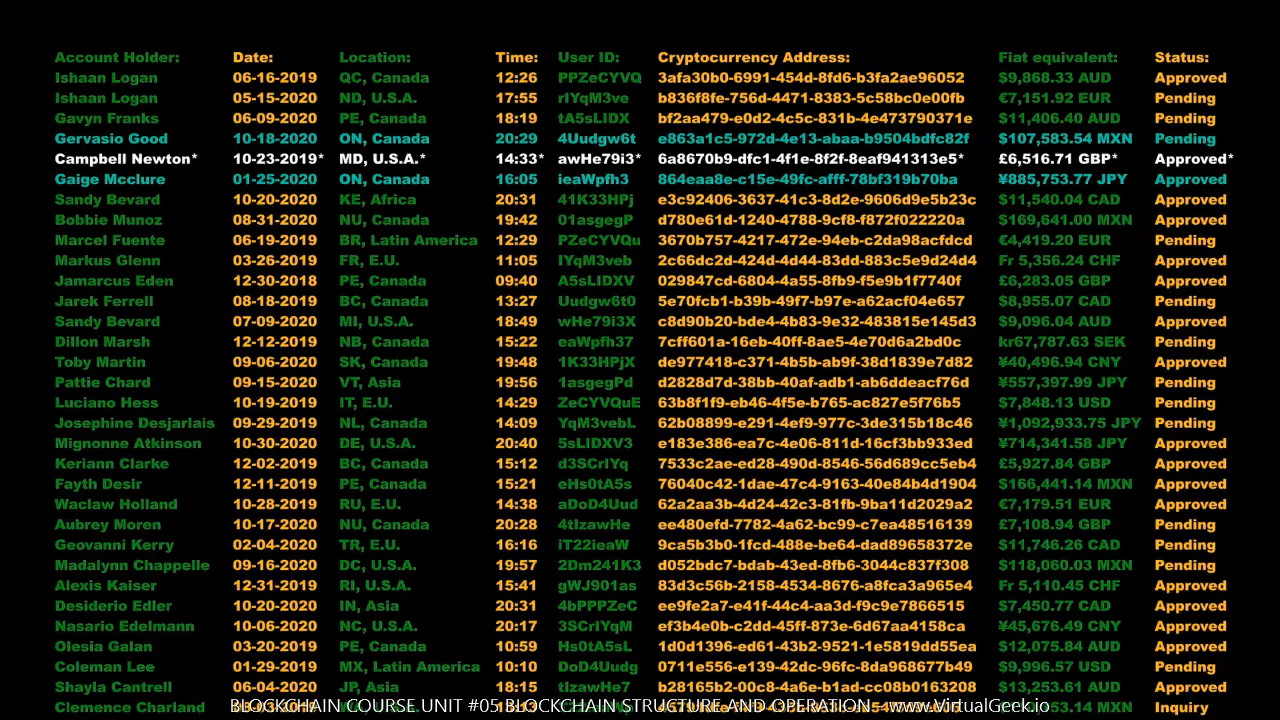 Account Holder: Date: Location: Time: User ID: Cryptocurrency Address: Fiat equivalent: Status:
Ishaan Logan 06-16-2019 QC, Canada 12:26 PPZeCYVQ 3afa30b0-6991-454d-8fd6-b3fa2ae96052 $9,868.33 AUD Approved
Ishaan Logan 05-15-2020 ND, U.S.A. 17:55 rIYqM3ve b836f8fe-756d-4471-8383-5c58bc0e00fb €7,151.92 EUR Pending
Gavyn Franks 06-09-2020 PE, Canada 18:19 tA5sLIDX bf2aa479-e0d2-4c5c-831b-4e473790371e $11,406.40 AUD Pending
Gervasio Good 10-18-2020 ON, Canada 20:29 4Uudgw6t e863a1c5-972d-4e13-abaa-b9504bdfc82f $107,583.54 MXN Pending
Campbell Newton* 10-23-2019* MD, U.S.A.* 14:33* awHe79i3* 6a8670b9-dfc1-4f1e-8f2f-8eaf941313e5* £6,516.71 GBP* Approved*
Gaige Mcclure 01-25-2020 ON, Canada 16:05 ieaWpfh3 864eaa8e-c15e-49fc-afff-78bf319b70ba ¥885,753.77 JPY Approved
Sandy Bevard 10-20-2020 KE, Africa 20:31 41K33HPj e3c92406-3637-41c3-8d2e-9606d9e5b23c $11,540.04 CAD Approved
Bobbie Munoz 08-31-2020 NU, Canada 19:42 01asgegP d780e61d-1240-4788-9cf8-f872f022220a $169,641.00 MXN Pending
Marcel Fuente 06-19-2019 BR, Latin America 12:29 PZeCYVQu 3670b757-4217-472e-94eb-c2da98acfdcd €4,419.20 EUR Pending
Markus Glenn 03-26-2019 FR, E.U. 11:05 IYqM3veb 2c66dc2d-424d-4d44-83dd-883c5e9d24d4 Fr 5,356.24 CHF Approved
Jamarcus Eden 12-30-2018 PE, Canada 09:40 A5sLIDXV 029847cd-6804-4a55-8fb9-f5e9b1f7740f £6,283.05 GBP Approved
Jarek Ferrell 08-18-2019 BC, Canada 13:27 Uudgw6t0 5e70fcb1-b39b-49f7-b97e-a62acf04e657 $8,955.07 CAD Pending
Sandy Bevard 07-09-2020 MI, U.S.A. 18:49 wHe79i3X c8d90b20-bde4-4b83-9e32-483815e145d3 $9,096.04 AUD Approved
Dillon Marsh 12-12-2019 NB, Canada 15:22 eaWpfh37 7cff601a-16eb-40ff-8ae5-4e70d6a2bd0c kr67,787.63 SEK Pending
Toby Martin 09-06-2020 SK, Canada 19:48 1K33HPjX de977418-c371-4b5b-ab9f-38d1839e7d82 ¥40,496.94 CNY Approved
Pattie Chard 09-15-2020 VT, Asia 19:56 1asgegPd d2828d7d-38bb-40af-adb1-ab6ddeacf76d ¥557,397.99 JPY Pending
Luciano Hess 10-19-2019 IT, E.U. 14:29 ZeCYVQuE 63b8f1f9-eb46-4f5e-b765-ac827e5f76b5 $7,848.13 USD Pending
Josephine Desjarlais 09-29-2019 NL, Canada 14:09 YqM3vebL 62b08899-e291-4ef9-977c-3de315b18c46 ¥1,092,933.75 JPY Pending
Mignonne Atkinson 10-30-2020 DE, U.S.A. 20:40 5sLIDXV3 e183e386-ea7c-4e06-811d-16cf3bb933ed ¥714,341.58 JPY Approved
Keriann Clarke 12-02-2019 BC, Canada 15:12 d3SCrIYq 7533c2ae-ed28-490d-8546-56d689cc5eb4 £5,927.84 GBP Approved
Fayth Desir 12-11-2019 PE, Canada 15:21 eHs0tA5s 76040c42-1dae-47c4-9163-40e84b4d1904 $166,441.14 MXN Approved
Waclaw Holland 10-28-2019 RU, E.U. 14:38 aDoD4Uud 62a2aa3b-4d24-42c3-81fb-9ba11d2029a2 €7,179.51 EUR Approved
Aubrey Moren 10-17-2020 NU, Canada 20:28 4tIzawHe ee480efd-7782-4a62-bc99-c7ea48516139 £7,108.94 GBP Pending
Geovanni Kerry 02-04-2020 TR, E.U. 16:16 iT22ieaW 9ca5b3b0-1fcd-488e-be64-dad89658372e $11,746.26 CAD Pending
Madalynn Chappelle 09-16-2020 DC, U.S.A. 19:57 2Dm241K3 d052bdc7-bdab-43ed-8fb6-3044c837f308 $118,060.03 MXN Pending
Alexis Kaiser 12-31-2019 RI, U.S.A. 15:41 gWJ901as 83d3c56b-2158-4534-8676-a8fca3a965e4 Fr 5,110.45 CHF Approved
Desiderio Edler 10-20-2020 IN, Asia 20:31 4bPPPZeC ee9fe2a7-e41f-44c4-aa3d-f9c9e7866515 $7,450.77 CAD Approved
Nasario Edelmann 10-06-2020 NC, U.S.A. 20:17 3SCrIYqM ef3b4e0b-c2dd-45ff-873e-6d67aa4158ca ¥45,676.49 CNY Approved
Olesia Galan 03-20-2019 PE, Canada 10:59 Hs0tA5sL 1d0d1396-ed61-43b2-9521-1e5819dd55ea $12,075.84 AUD Approved
Coleman Lee 01-29-2019 MX, Latin America 10:10 DoD4Uudg 0711e556-e139-42dc-96fc-8da968677b49 $9,996.57 USD Pending
Shayla Cantrell 06-04-2020 JP, Asia 18:15 tIzawHe7 b28165b2-00c8-4a6e-b1ad-cc08b0163208 $13,253.61 AUD Approved
Clemence Charland Inquiry
BLOCKCHAIN COURSE UNIT #05 BLOCKCHAIN STRUCTURE AND OPERATION - www.VirtualGeek.io